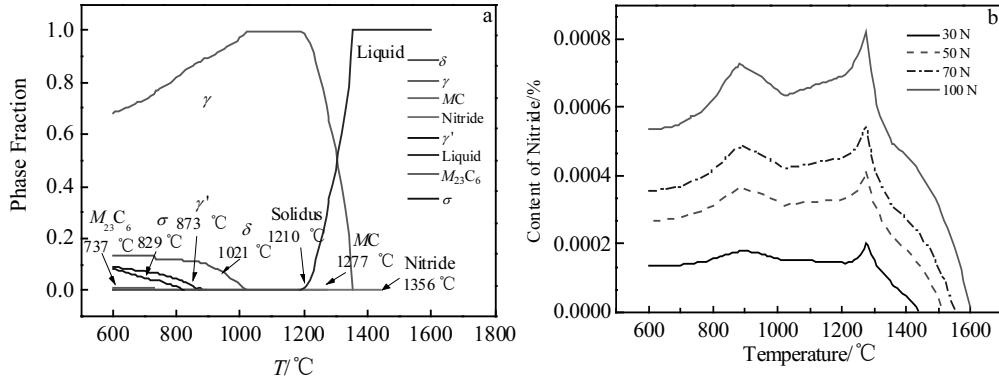 a
Phase Fraction
1.0
0.8
0.6
0.4
0.2
0.0
600 800 1000 1200 1400 1600
T/℃
Liquid
γ
δ
γ
MC
Nitride
γ'
Liquid
M23C6
σ
M23C6
737 ℃
σ
829 ℃
γ'
873 ℃
δ
1021 ℃
Solidus
1210 ℃
MC
1277 ℃
Nitride
1356 ℃
b
Content of Nitride/%
0.0008
0.0006
0.0004
0.0002
0.0000
600 800 1000 1200 1400 1600
Temperature/℃
30 N
50 N
70 N
100 N